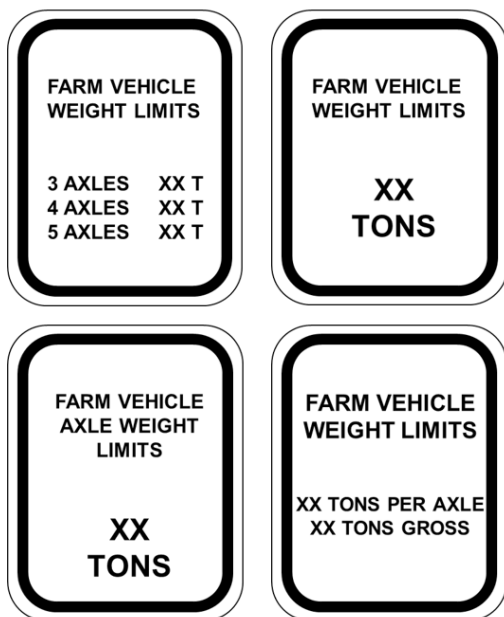 FARM VEHICLE
WEIGHT LIMITS
3 AXLES XX T
4 AXLES XX T
5 AXLES XX T
FARM VEHICLE
WEIGHT LIMITS
XX
TONS
FARM VEHICLE
AXLE WEIGHT
LIMITS
XX
TONS
FARM VEHICLE
WEIGHT LIMITS
XX TONS PER AXLE
XX TONS GROSS